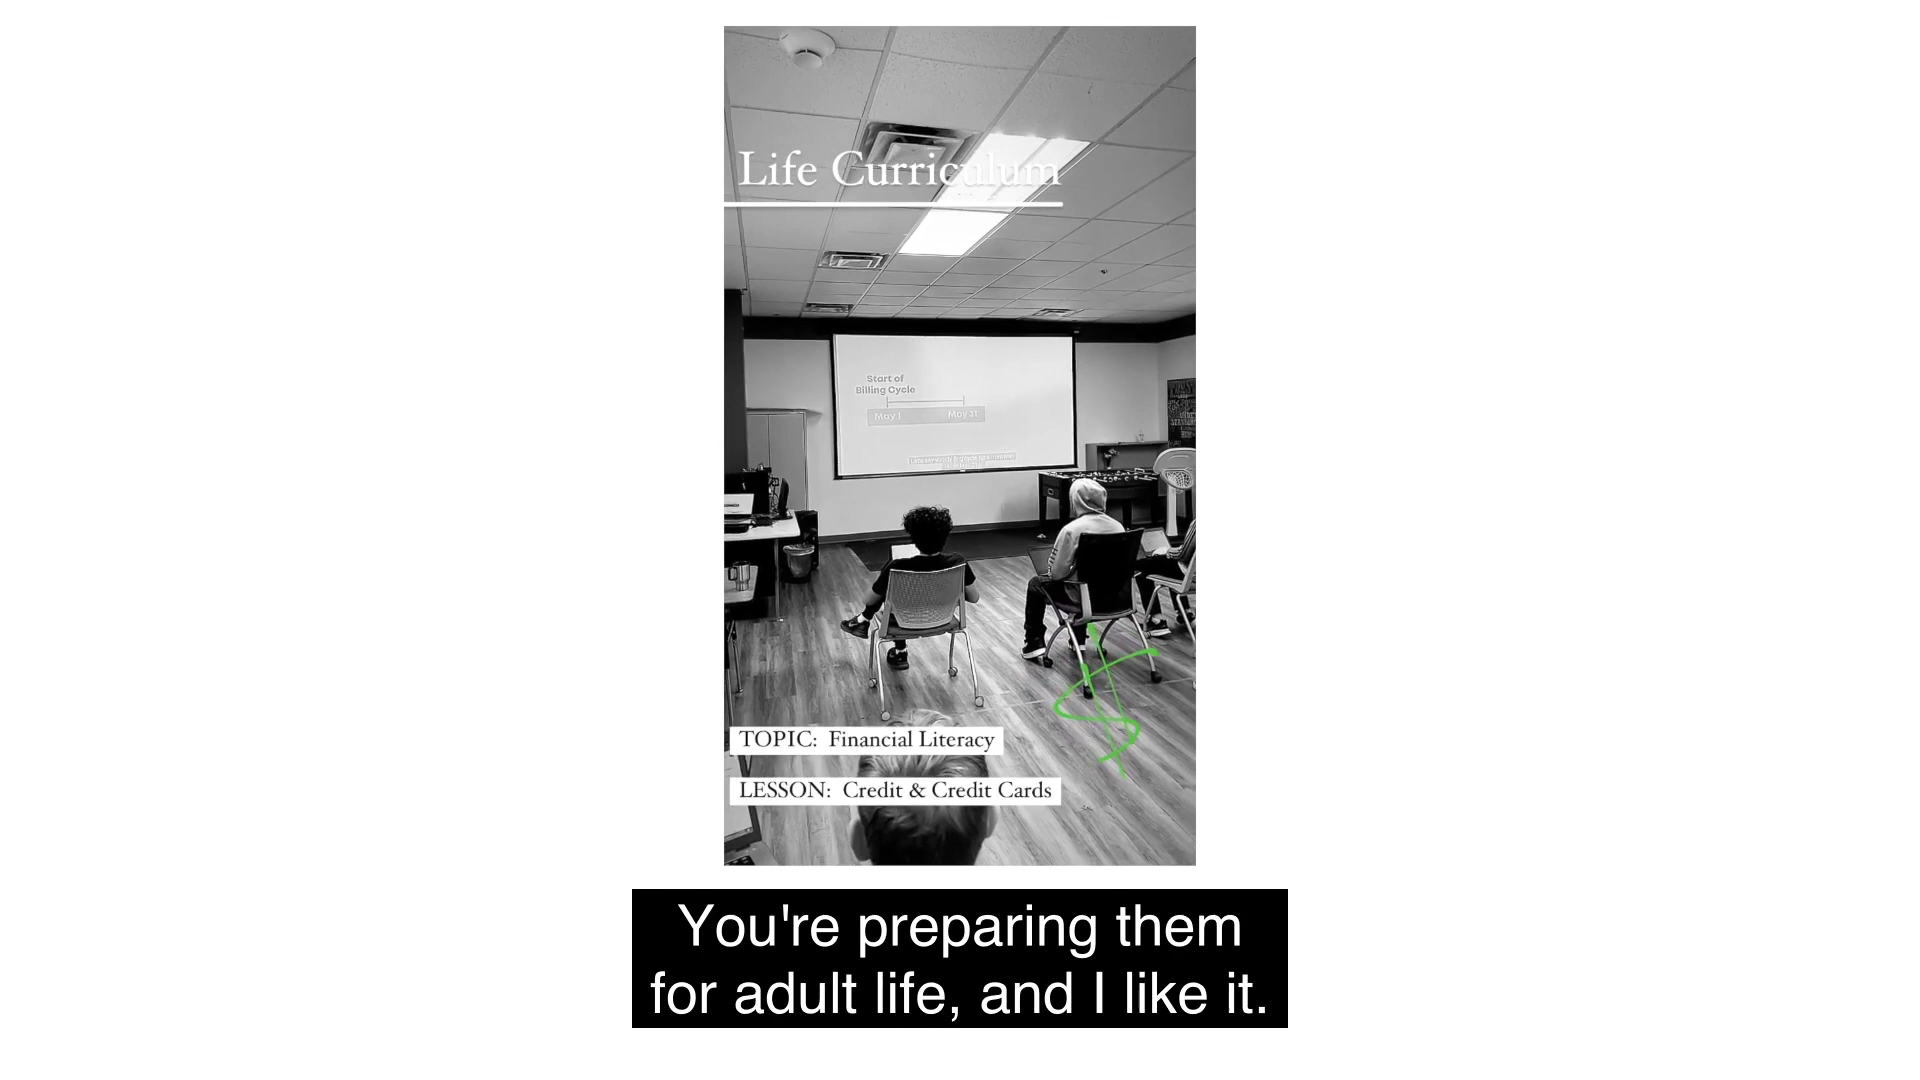 Life Curriculum
Start of
Billing Cycle
May 1
May 31
TOPIC: Financial Literacy
LESSON: Credit & Credit Cards
$
You're preparing them
for adult life, and I like it.